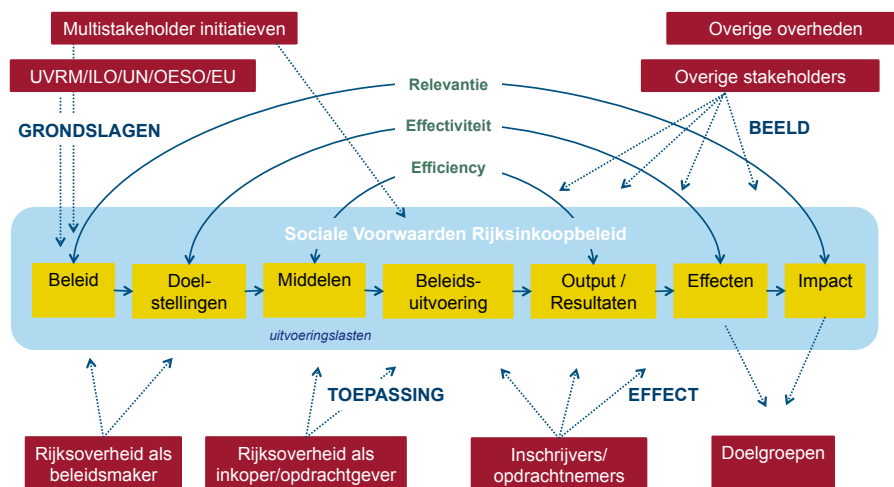 Multistakeholder initiatieven
Overige overheden
UVRM/ILO/UN/OESO/EU
Overige stakeholders
Relevantie
GRONDSLAGEN
Effectiviteit
BEELD
Efficiency
Sociale Voorwaarden Rijksinkoopbeleid
Beleid
Doel-
stellingen
Middelen
Beleids-
uitvoering
Output /
Resultaten
Effecten
Impact
uitvoeringslasten
TOEPASSING
EFFECT
Rijksoverheid als
beleidsmaker
Rijksoverheid als
inkoper/opdrachtgever
Inschrijvers/
opdrachtnemers
Doelgroepen